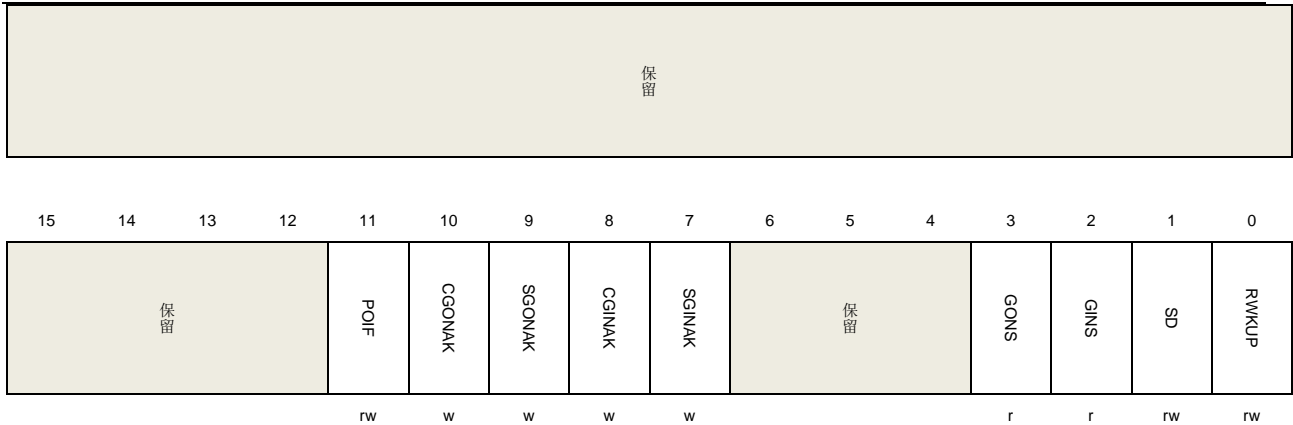 保留
15 14 13 12 11 10 9 8 7 6 5 4 3 2 1 0
保留 POIF CGONAK SGONAK CGINAK SGINAK 保留 GONS GINS SD RWKUP
rw w w w w r r rw rw